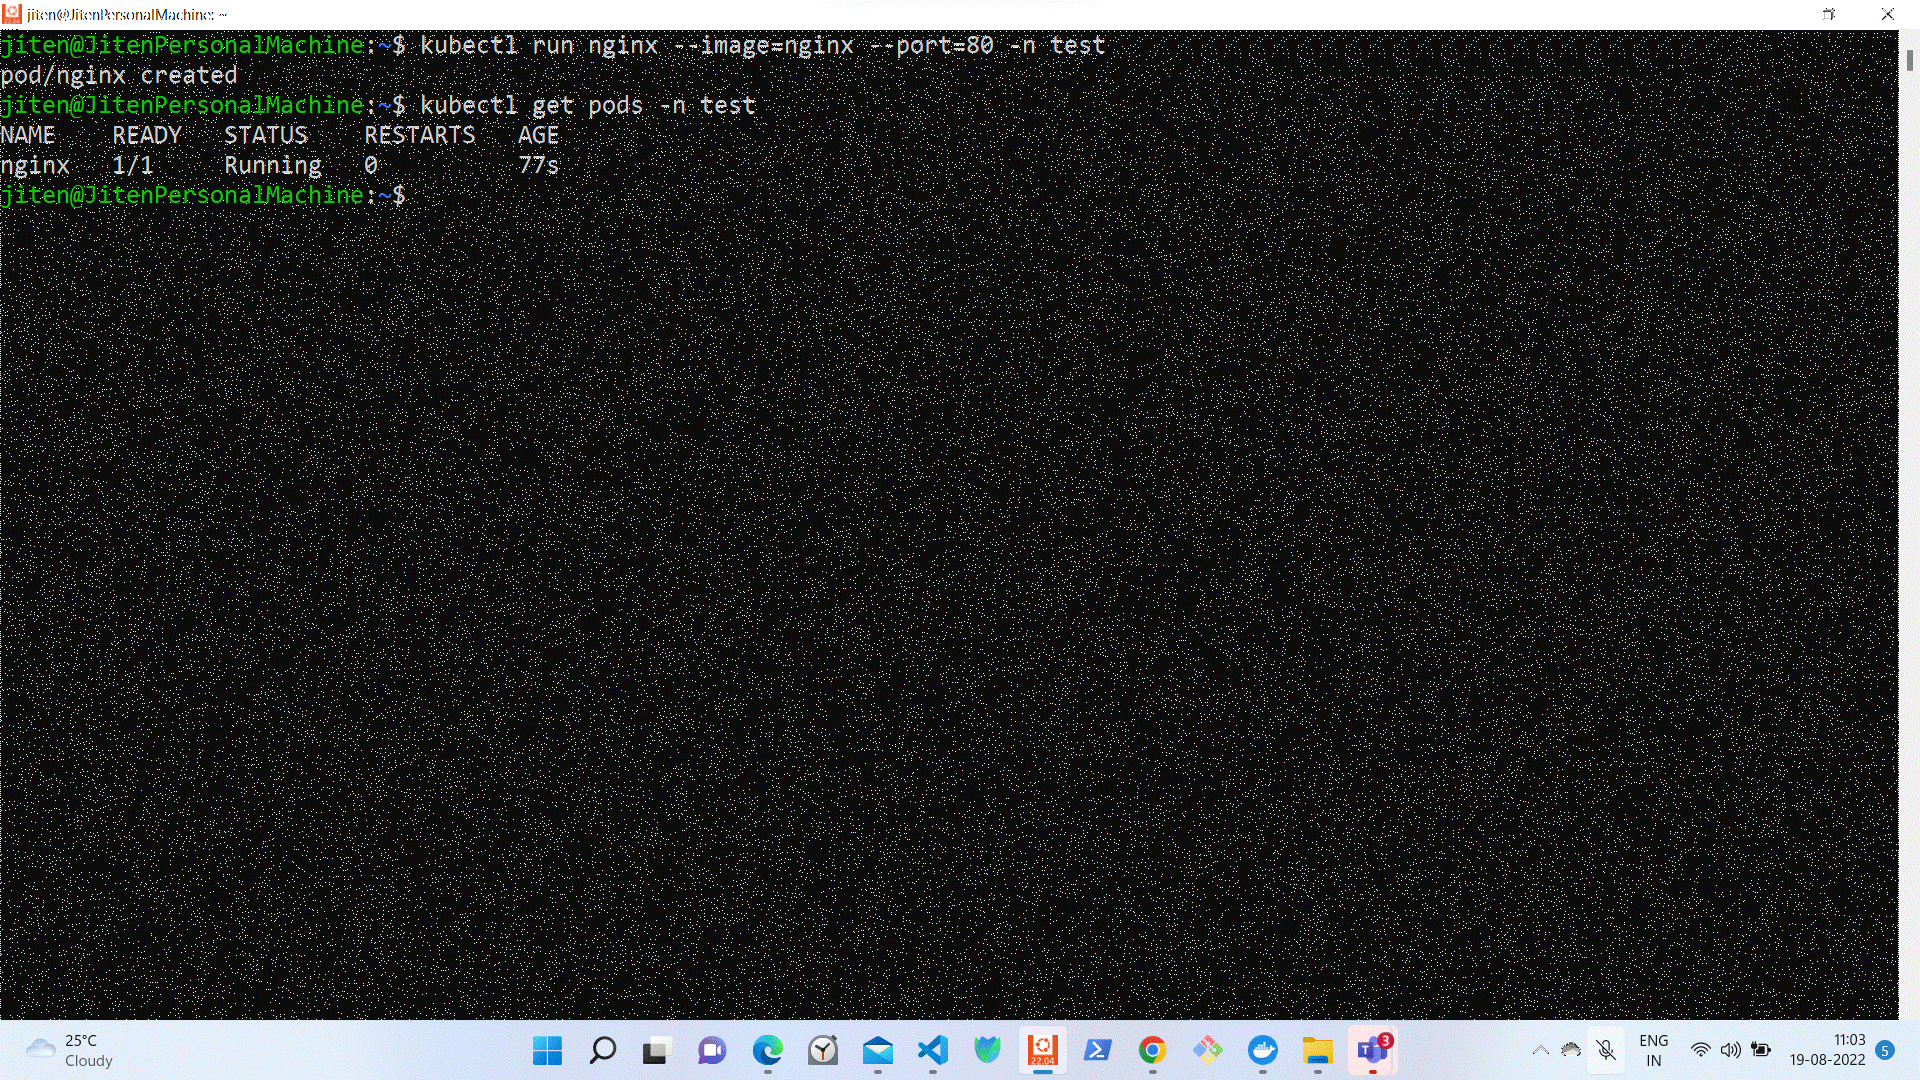 jiten@JitenPersonalMachine: ~
jiten@JitenPersonalMachine:~$ kubectl run nginx --image=nginx --port=80 -n test
pod/nginx created
jiten@JitenPersonalMachine:~$ kubectl get pods -n test
NAME    READY   STATUS    RESTARTS   AGE
nginx   1/1     Running   0          77s
jiten@JitenPersonalMachine:~$
25°C
Cloudy
22.04
3
ENG
IN
11:03
19-08-2022
5